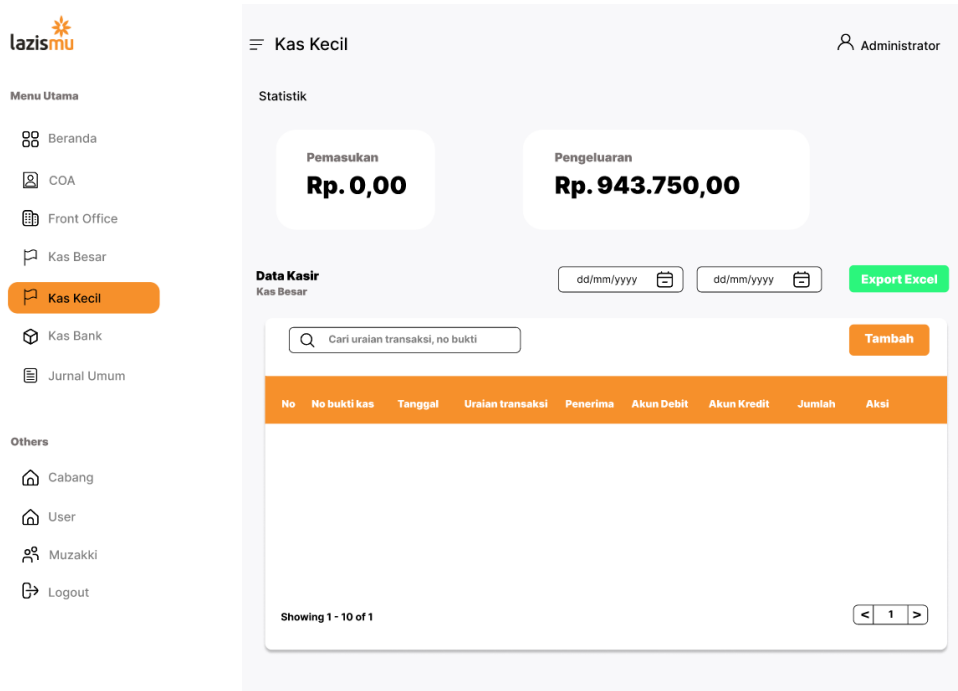 lazismu
Kas Kecil
Administrator
Menu Utama
Beranda
COA
Front Office
Kas Besar
Kas Kecil
Kas Bank
Jurnal Umum
Others
Cabang
User
Muzakki
Logout
Statistik
Pemasukan
Rp. 0,00
Pengeluaran
Rp. 943.750,00
Data Kasir
Kas Besar
dd/mm/yyyy
dd/mm/yyyy
Export Excel
Cari uraian transaksi, no bukti
Tambah
No No bukti kas Tanggal Uraian transaksi Penerima Akun Debit Akun Kredit Jumlah Aksi
Showing 1 - 10 of 1
< 1 >